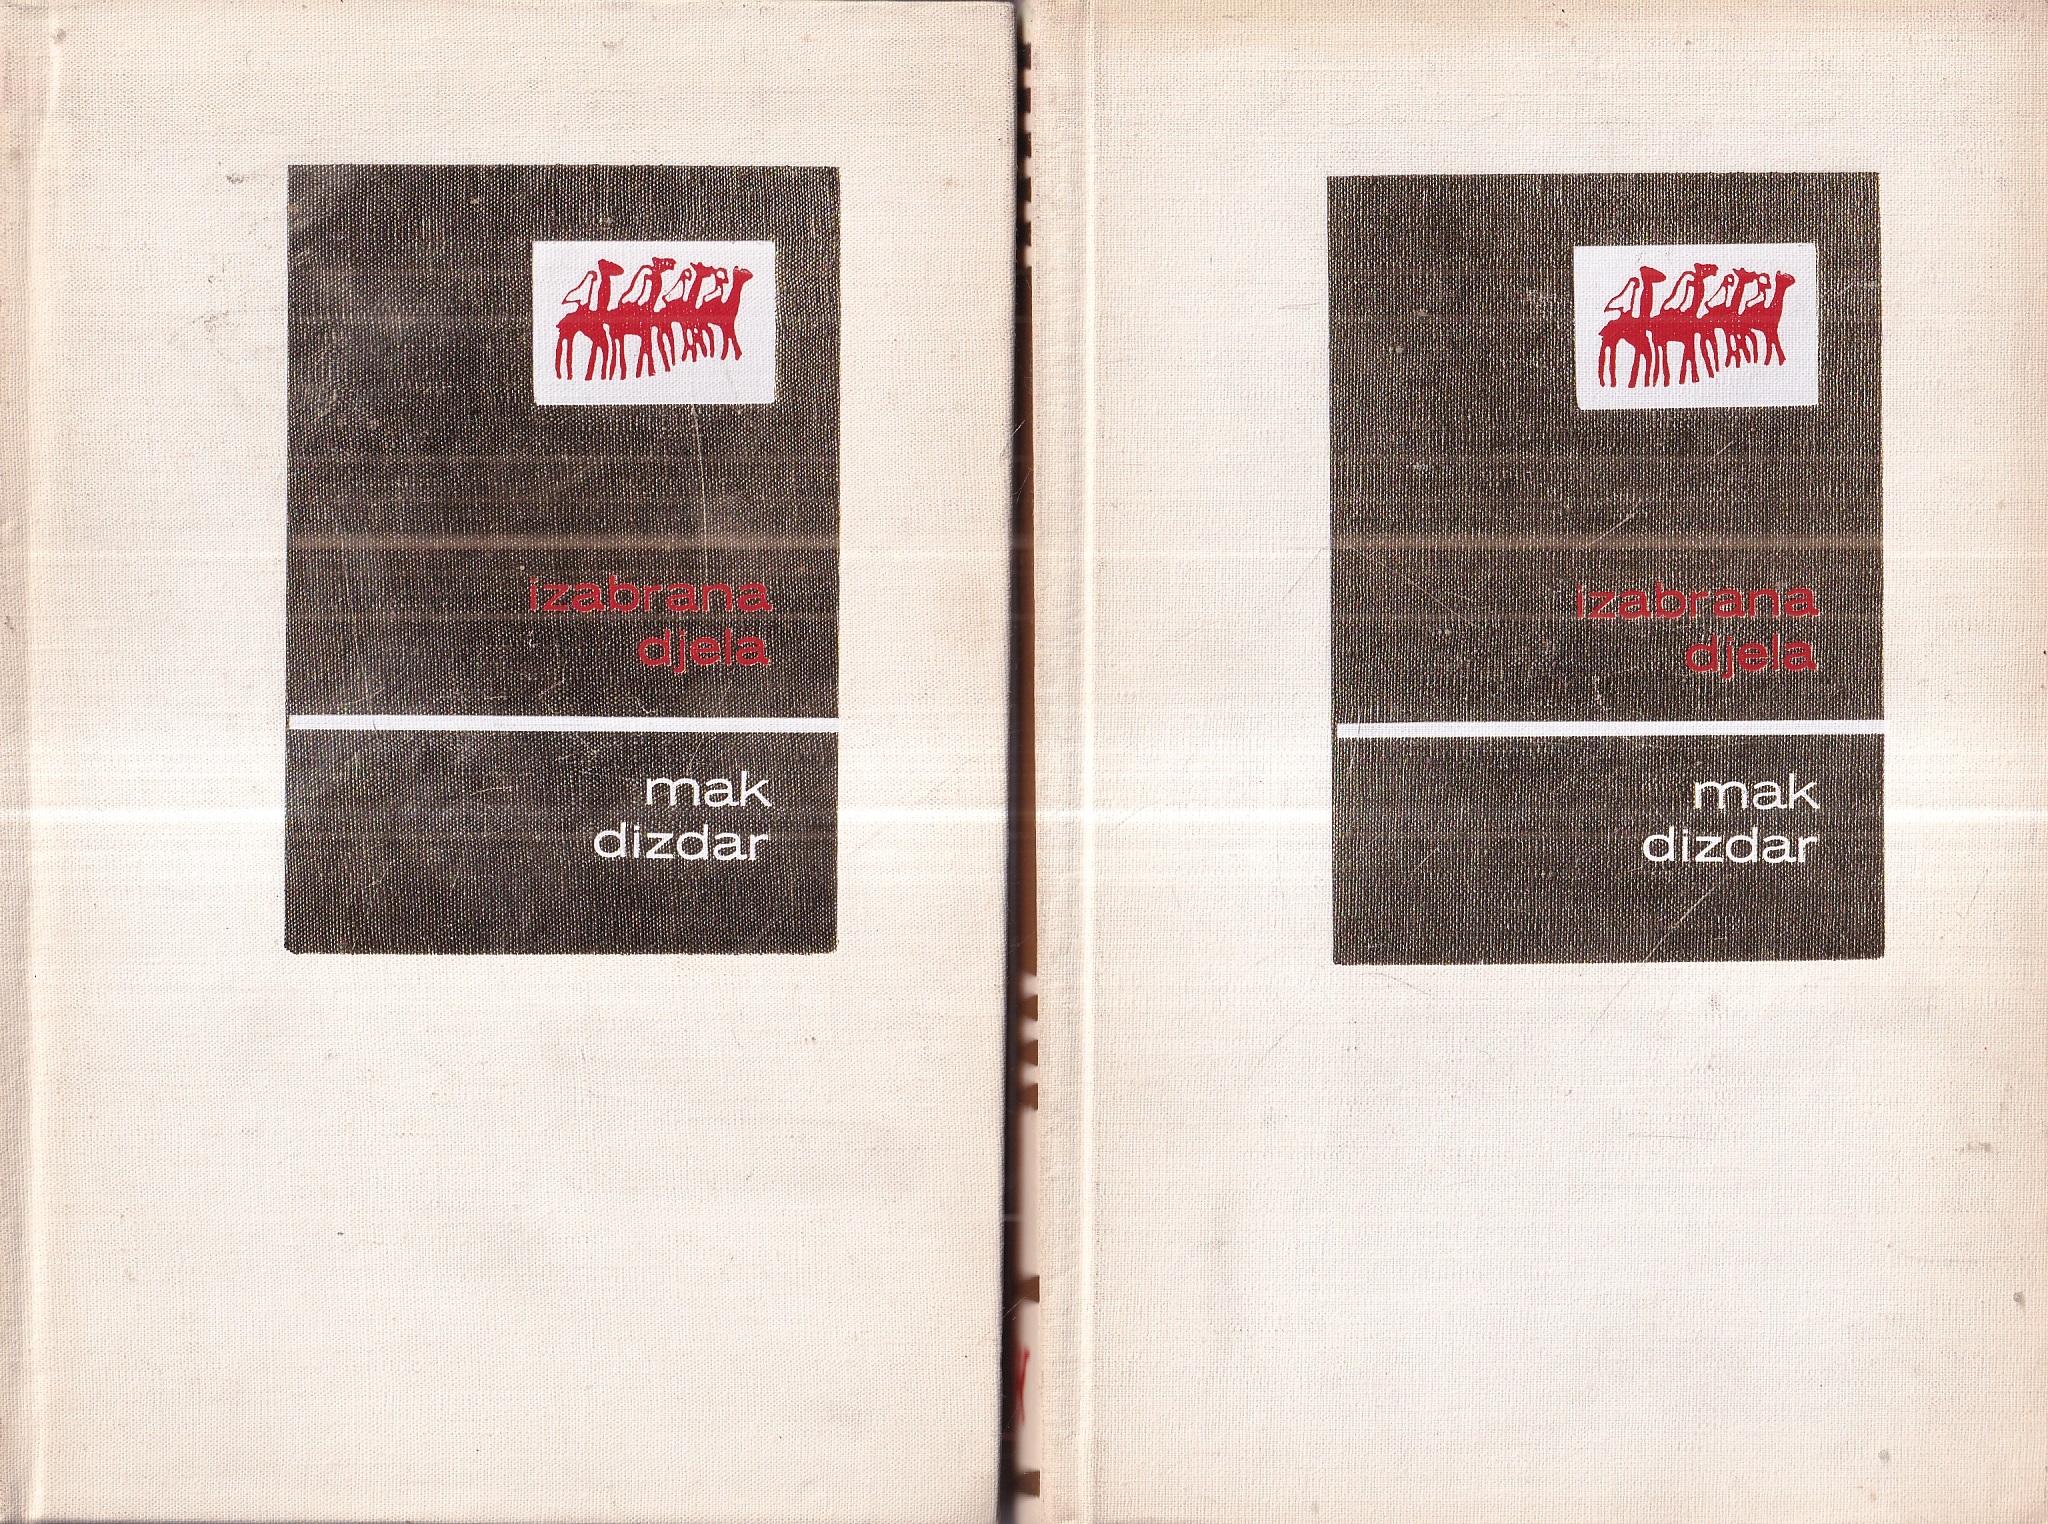 izabrana
djela
mak
dizdar
izabrana
djela
mak
dizdar